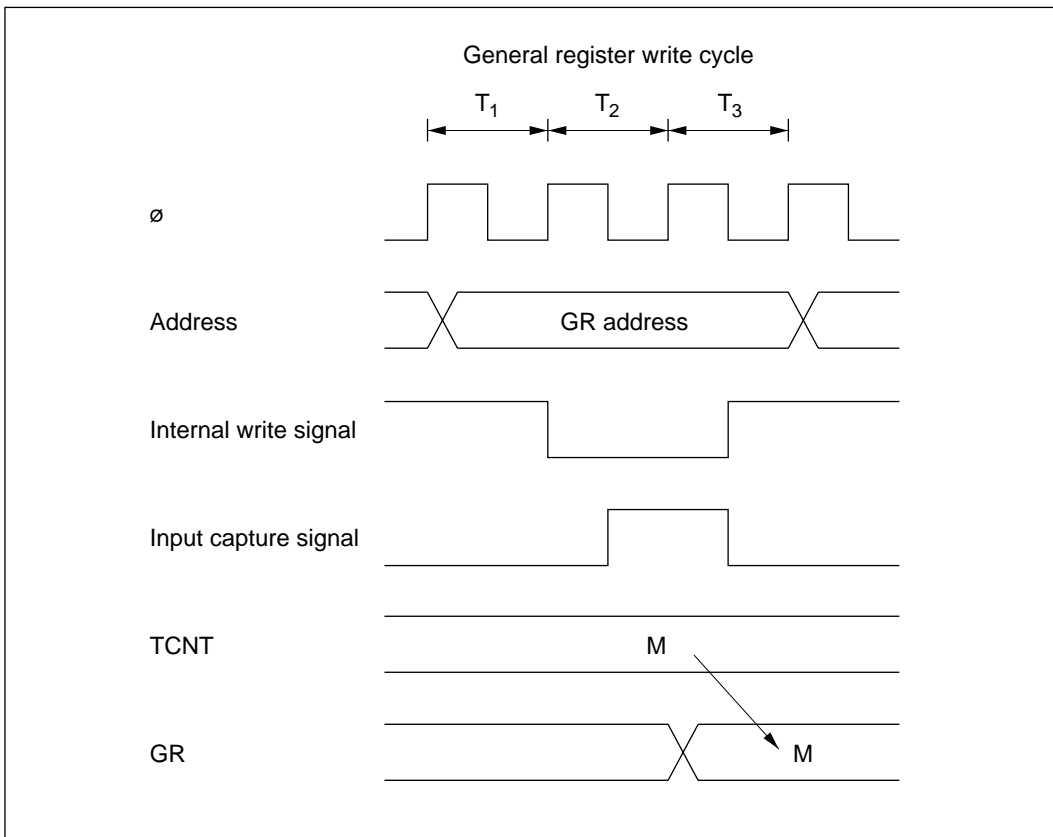 General register write cycle
T1 T2 T3
ø
Address GR address
Internal write signal
Input capture signal
TCNT M
GR M